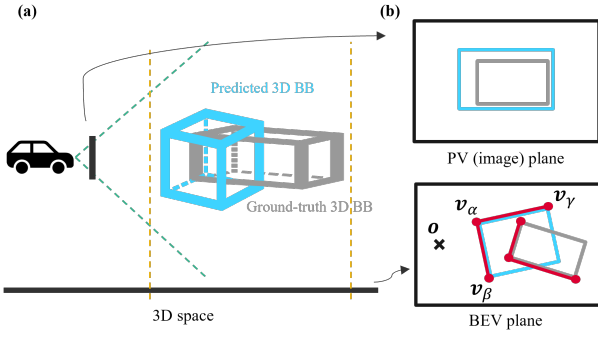 (a)
(b)
Predicted 3D BB
Ground-truth 3D BB
3D space
PV (image) plane
o
v_α
v_γ
v_β
BEV plane